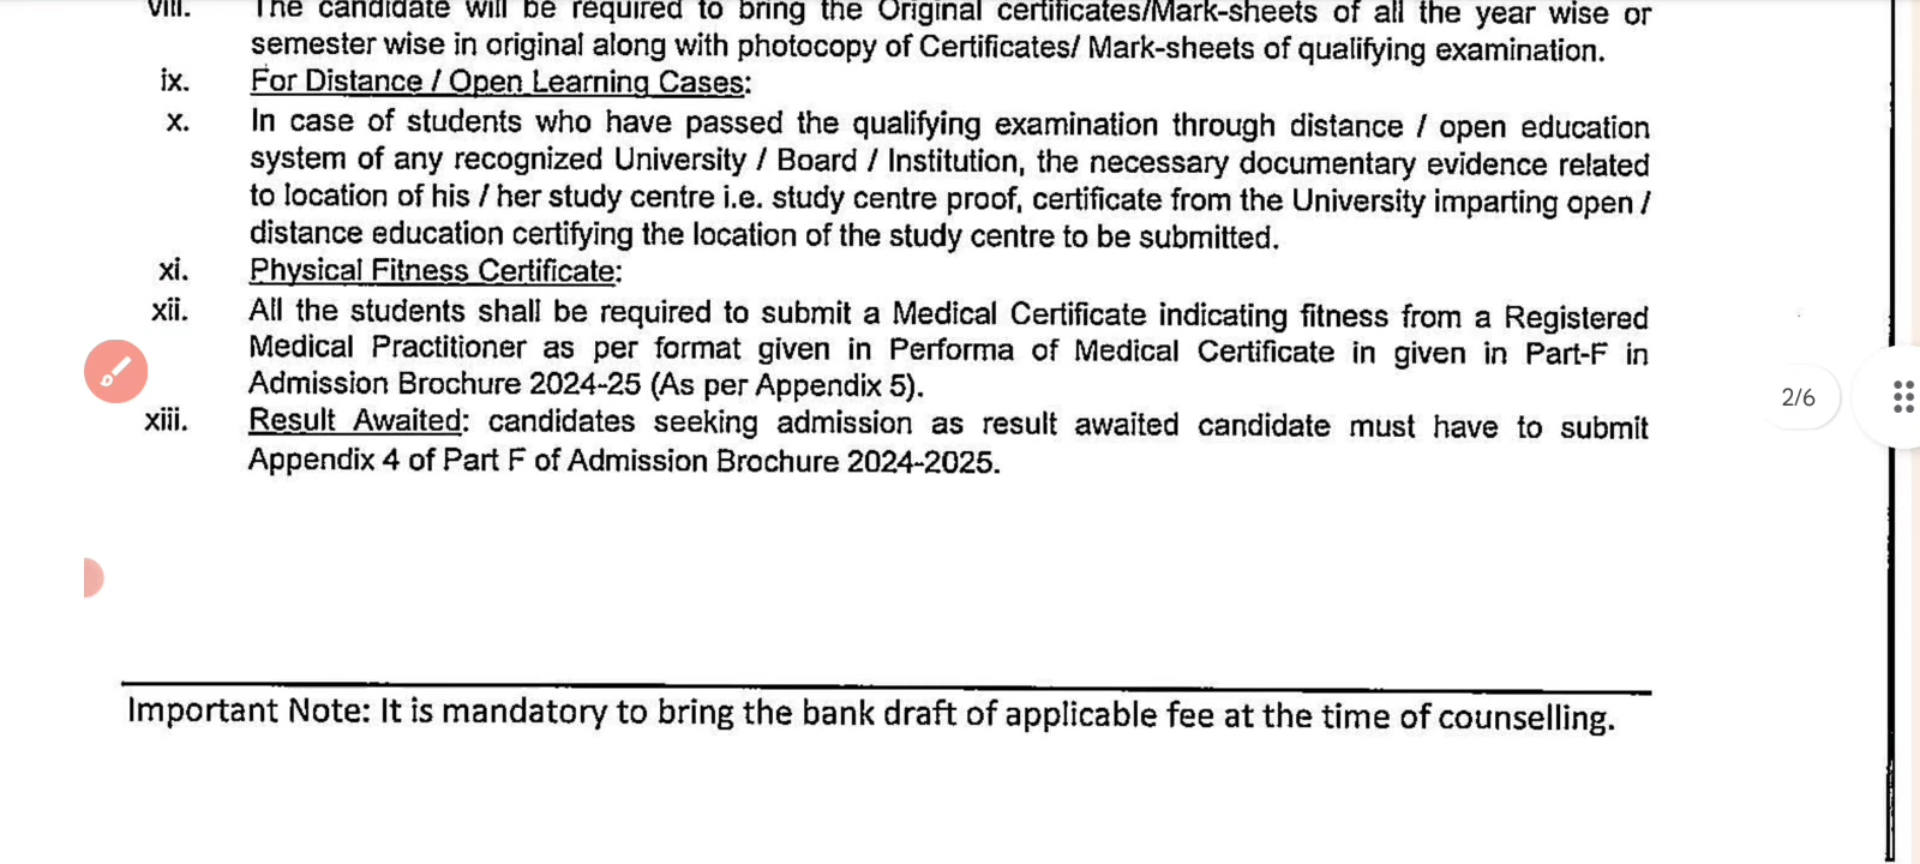 viii. The candidate will be required to bring the Original certificates/Mark-sheets of all the year wise or
semester wise in original along with photocopy of Certificates/ Mark-sheets of qualifying examination.
ix. For Distance / Open Learning Cases:
x. In case of students who have passed the qualifying examination through distance / open education
system of any recognized University / Board / Institution, the necessary documentary evidence related
to location of his / her study centre i.e. study centre proof, certificate from the University imparting open /
distance education certifying the location of the study centre to be submitted.
xi. Physical Fitness Certificate:
xii. All the students shall be required to submit a Medical Certificate indicating fitness from a Registered
Medical Practitioner as per format given in Performa of Medical Certificate in given in Part-F in
Admission Brochure 2024-25 (As per Appendix 5).
2/6
xiii. Result Awaited: candidates seeking admission as result awaited candidate must have to submit
Appendix 4 of Part F of Admission Brochure 2024-2025.
Important Note: It is mandatory to bring the bank draft of applicable fee at the time of counselling.